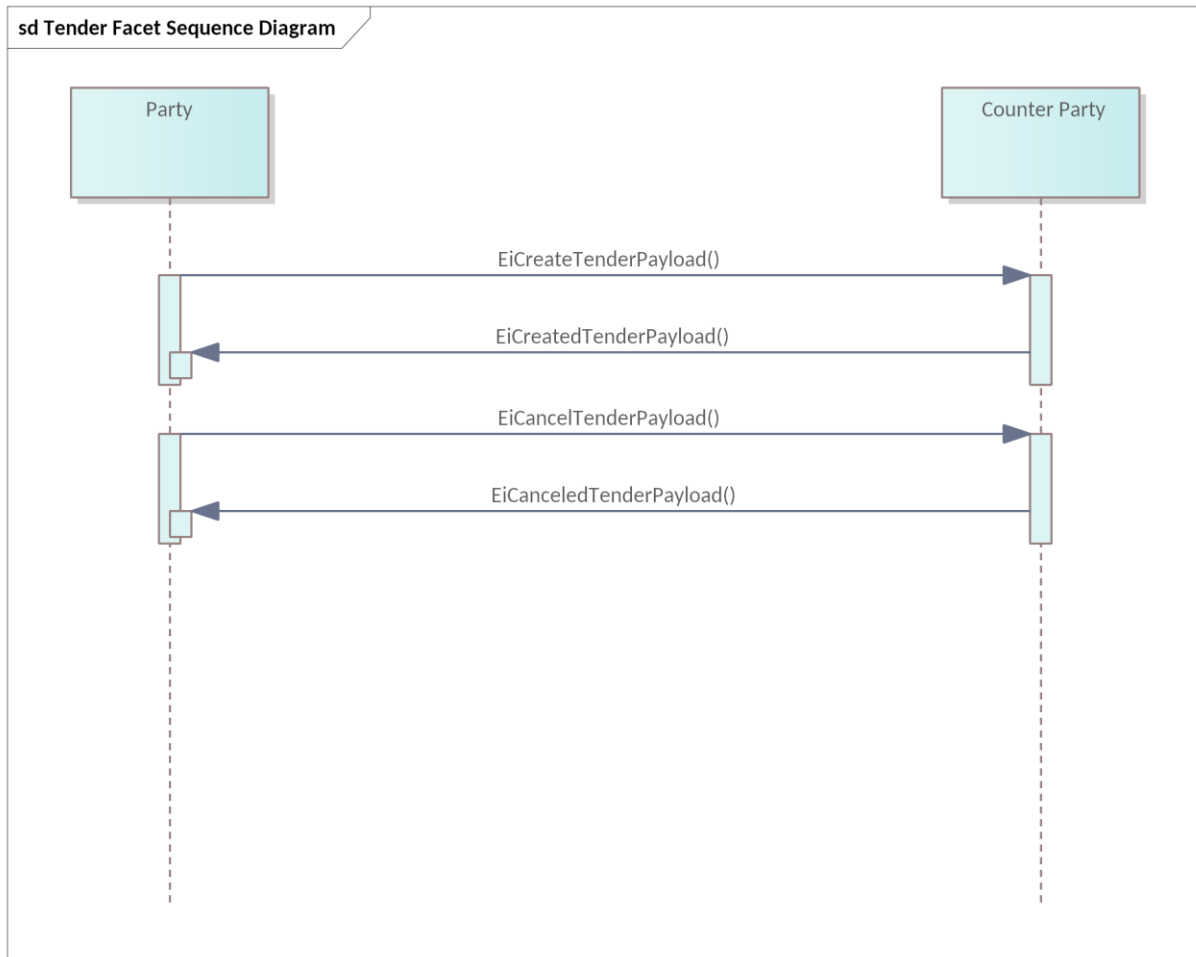 sd Tender Facet Sequence Diagram
Party
Counter Party
EiCreateTenderPayload()
EiCreatedTenderPayload()
EiCancelTenderPayload()
EiCanceledTenderPayload()